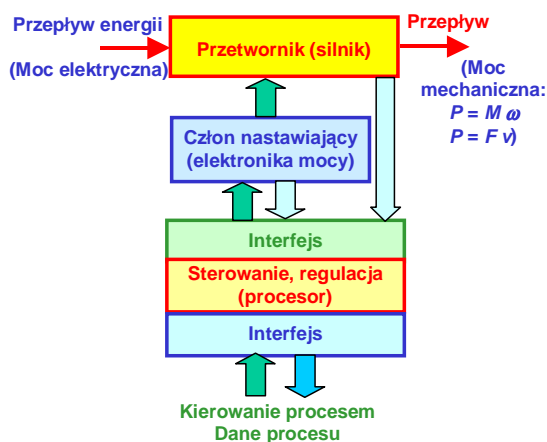 Przepływ energii
(Moc elektryczna)
Przetwornik (silnik)
Przepływ
(Moc
mechaniczna:
P = M ω
P = F v)
Człon nastawiający
(elektronika mocy)
Interfejs
Sterowanie, regulacja
(procesor)
Interfejs
Kierowanie procesem
Dane procesu